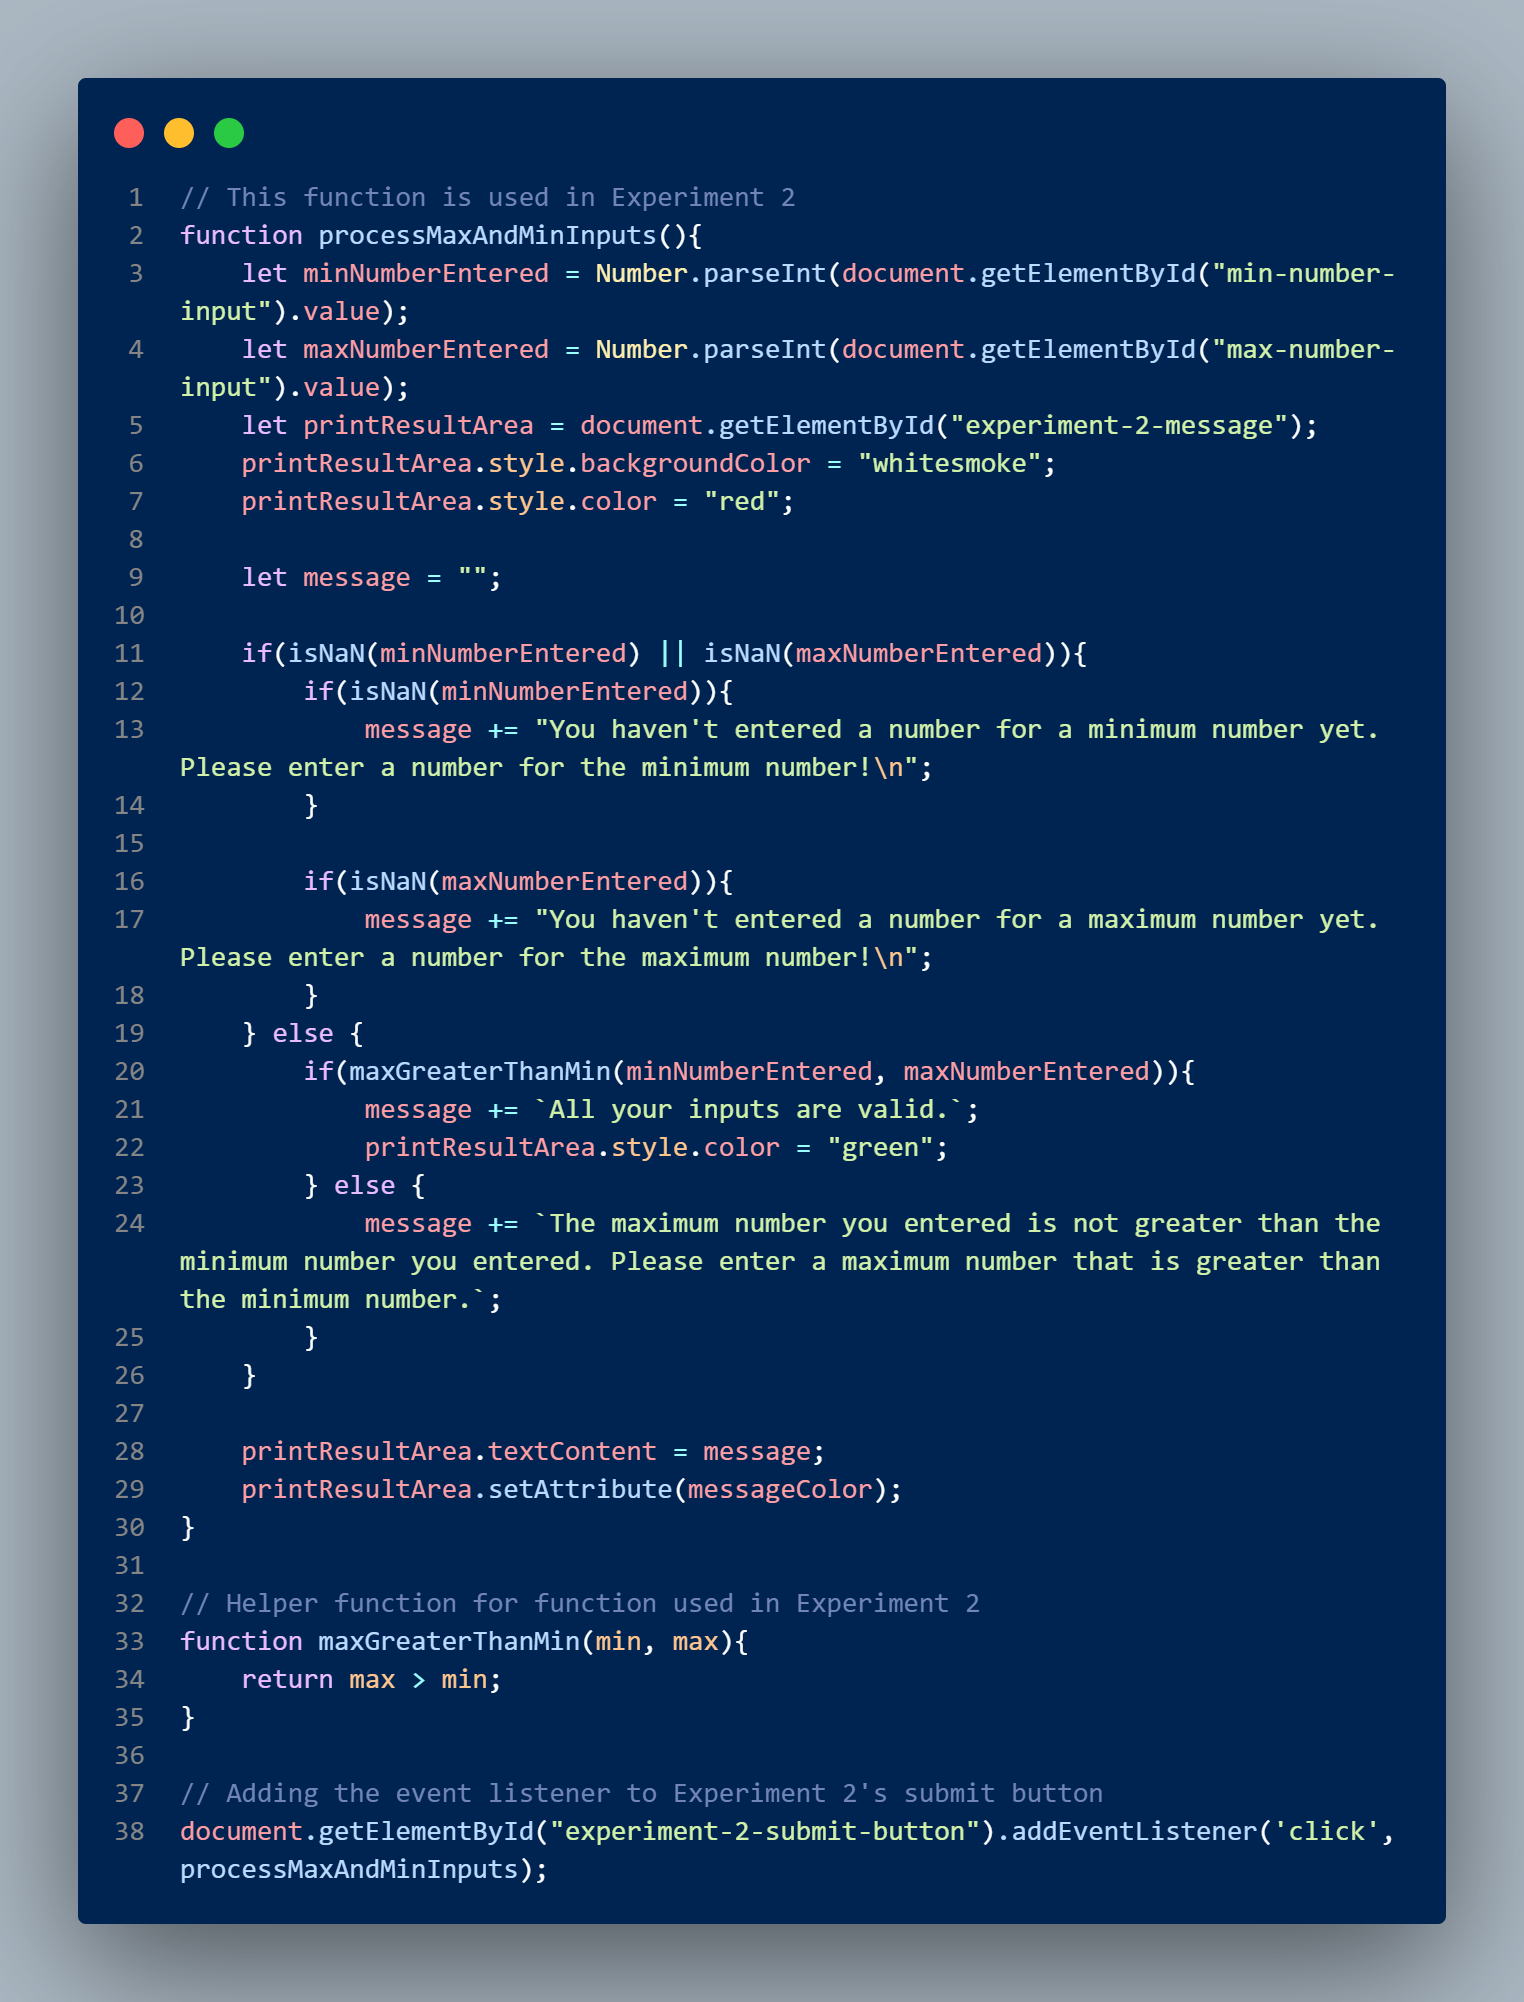 1 // This function is used in Experiment 2
2 function processMaxAndMinInputs(){
3     let minNumberEntered = Number.parseInt(document.getElementById("min-number-
input").value);
4     let maxNumberEntered = Number.parseInt(document.getElementById("max-number-
input").value);
5     let printResultArea = document.getElementById("experiment-2-message");
6     printResultArea.style.backgroundColor = "whitesmoke";
7     printResultArea.style.color = "red";
8
9     let message = "";
10
11     if(isNaN(minNumberEntered) || isNaN(maxNumberEntered)){
12         if(isNaN(minNumberEntered)){
13             message += "You haven't entered a number for a minimum number yet.
Please enter a number for the minimum number!\n";
14         }
15
16         if(isNaN(maxNumberEntered)){
17             message += "You haven't entered a number for a maximum number yet.
Please enter a number for the maximum number!\n";
18         }
19     } else {
20         if(maxGreaterThanMin(minNumberEntered, maxNumberEntered)){
21             message += `All your inputs are valid.`;
22             printResultArea.style.color = "green";
23         } else {
24             message += `The maximum number you entered is not greater than the
minimum number you entered. Please enter a maximum number that is greater than
the minimum number.`;
25         }
26     }
27
28     printResultArea.textContent = message;
29     printResultArea.setAttribute(messageColor);
30 }
31
32 // Helper function for function used in Experiment 2
33 function maxGreaterThanMin(min, max){
34     return max > min;
35 }
36
37 // Adding the event listener to Experiment 2's submit button
38 document.getElementById("experiment-2-submit-button").addEventListener('click',
processMaxAndMinInputs);